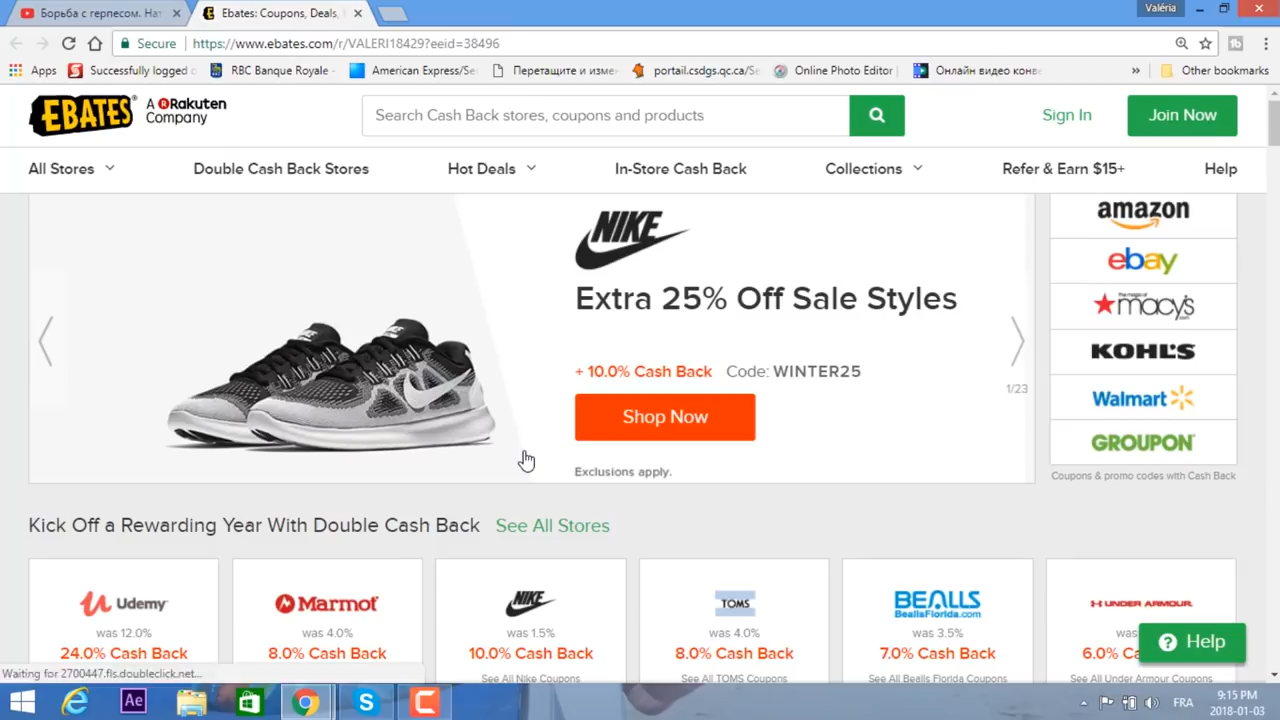 Борьба с герпесом. Нат
Ebates: Coupons, Deals,
Valéria
Secure
https://www.ebates.com/r/VALERI18429?eeid=38496
Apps
Successfully logged
RBC Banque Royale -
American Express/Ser
Перетащите и изме
portail.csdgs.qc.ca/Se
Online Photo Editor
Онлайн видео конв
»
Other bookmarks
EBATES
A Rakuten
Company
Search Cash Back stores, coupons and products
Sign In
Join Now
All Stores
Double Cash Back Stores
Hot Deals
In-Store Cash Back
Collections
Refer & Earn $15+
Help
NIKE
Extra 25% Off Sale Styles
+ 10.0% Cash Back Code: WINTER25
Shop Now
Exclusions apply.
1/23
amazon
ebay
the magic of
macy's
KOHL'S
Walmart
GROUPON
Coupons & promo codes with Cash Back
Kick Off a Rewarding Year With Double Cash Back See All Stores
Udemy
was 12.0%
24.0% Cash Back
Marmot
was 4.0%
8.0% Cash Back
NIKE
was 1.5%
10.0% Cash Back
See All Nike Coupons
TOMS
was 4.0%
8.0% Cash Back
See All TOMS Coupons
BEALLS
BeallsFlorida.com
was 3.5%
7.0% Cash Back
See All Bealls Florida Coupons
UNDER ARMOUR
was
6.0% Ca
See All Under Armour Coupons
? Help
Waiting for 2700447.fls.doubleclick.net...
Ae
FRA
9:15 PM
2018-01-03